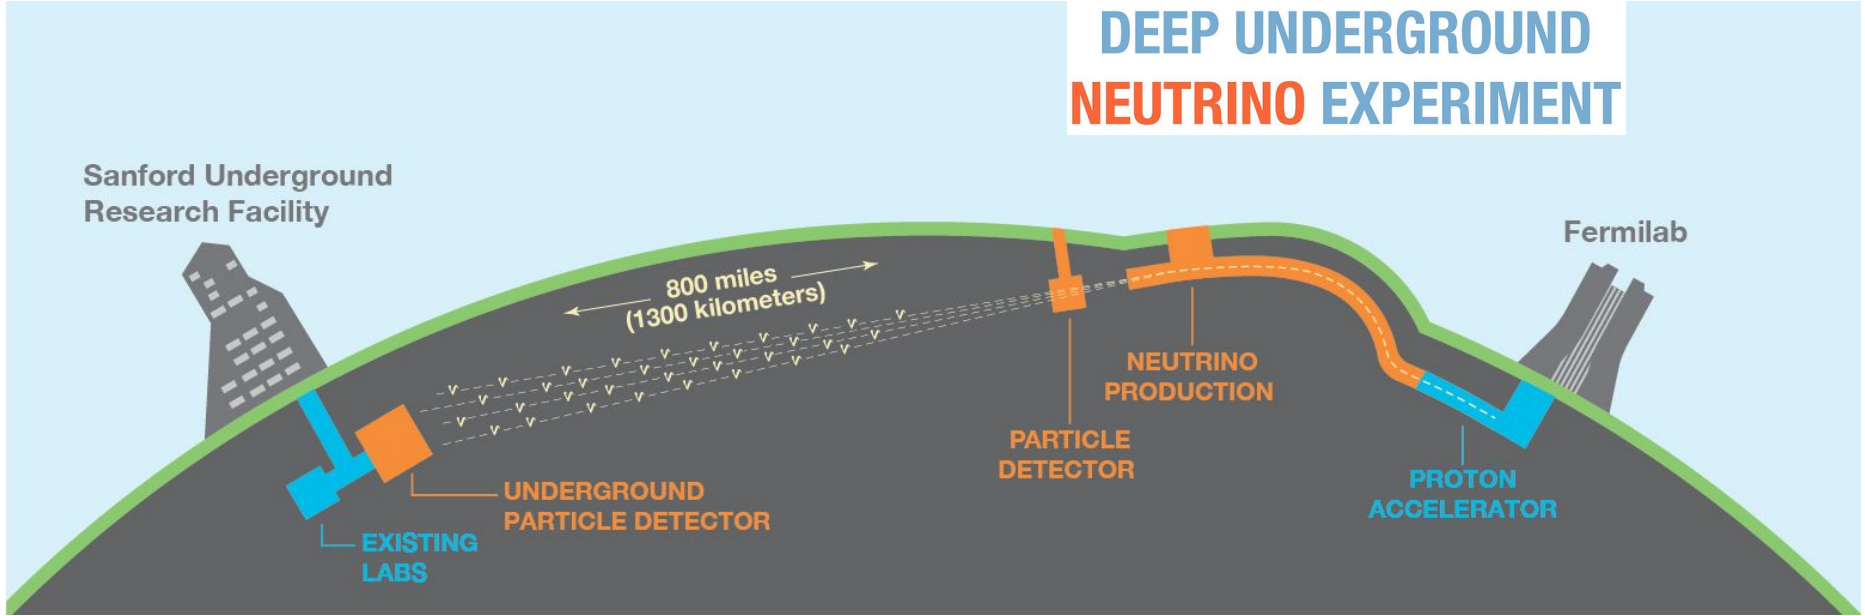 DEEP UNDERGROUND
NEUTRINO EXPERIMENT
Sanford Underground
Research Facility
Fermilab
800 miles
(1300 kilometers)
NEUTRINO
PRODUCTION
PARTICLE
DETECTOR
PROTON
ACCELERATOR
UNDERGROUND
PARTICLE DETECTOR
EXISTING
LABS